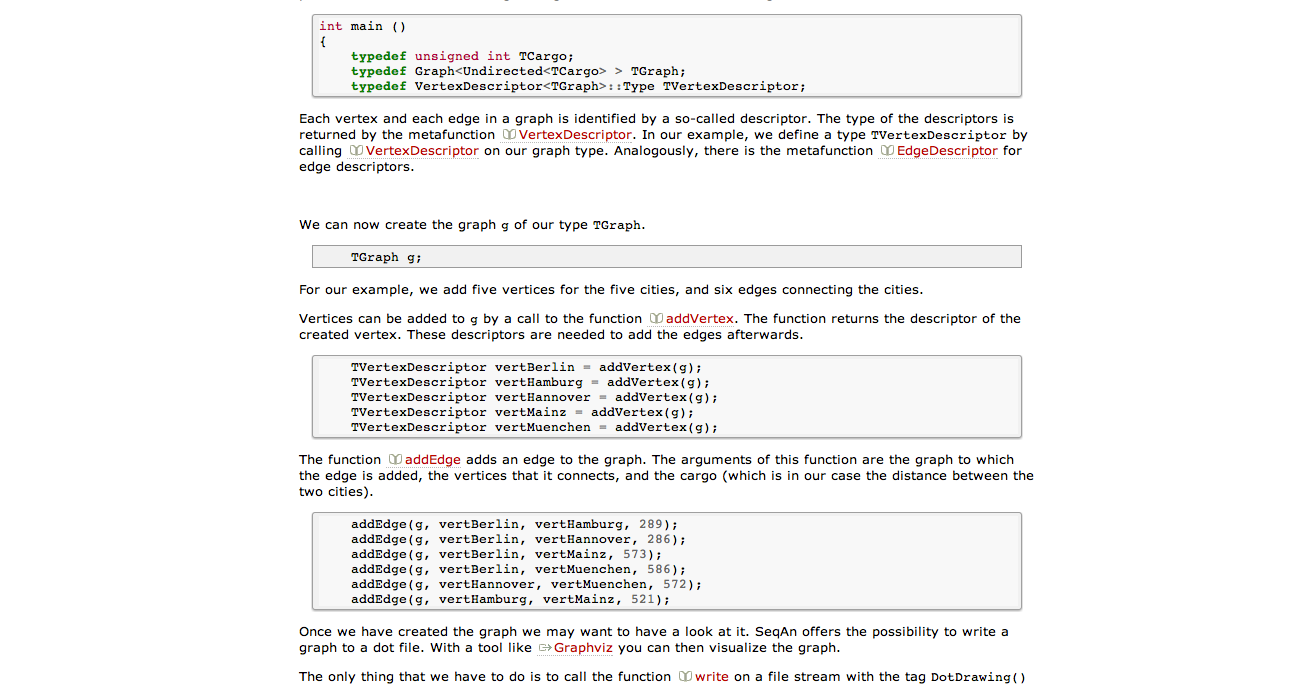 int main ()
{
    typedef unsigned int TCargo;
    typedef Graph<Undirected<TCargo> > TGraph;
    typedef VertexDescriptor<TGraph>::Type TVertexDescriptor;
Each vertex and each edge in a graph is identified by a so-called descriptor. The type of the descriptors is
returned by the metafunction VertexDescriptor. In our example, we define a type TVertexDescriptor by
calling VertexDescriptor on our graph type. Analogously, there is the metafunction EdgeDescriptor for
edge descriptors.
We can now create the graph g of our type TGraph.
    TGraph g;
For our example, we add five vertices for the five cities, and six edges connecting the cities.
Vertices can be added to g by a call to the function addVertex. The function returns the descriptor of the
created vertex. These descriptors are needed to add the edges afterwards.
    TVertexDescriptor vertBerlin = addVertex(g);
    TVertexDescriptor vertHamburg = addVertex(g);
    TVertexDescriptor vertHannover = addVertex(g);
    TVertexDescriptor vertMainz = addVertex(g);
    TVertexDescriptor vertMuenchen = addVertex(g);
The function addEdge adds an edge to the graph. The arguments of this function are the graph to which
the edge is added, the vertices that it connects, and the cargo (which is in our case the distance between the
two cities).
    addEdge(g, vertBerlin, vertHamburg, 289);
    addEdge(g, vertBerlin, vertHannover, 286);
    addEdge(g, vertBerlin, vertMainz, 573);
    addEdge(g, vertBerlin, vertMuenchen, 586);
    addEdge(g, vertHannover, vertMuenchen, 572);
    addEdge(g, vertHamburg, vertMainz, 521);
Once we have created the graph we may want to have a look at it. SeqAn offers the possibility to write a
graph to a dot file. With a tool like Graphviz you can then visualize the graph.
The only thing that we have to do is to call the function write on a file stream with the tag DotDrawing()